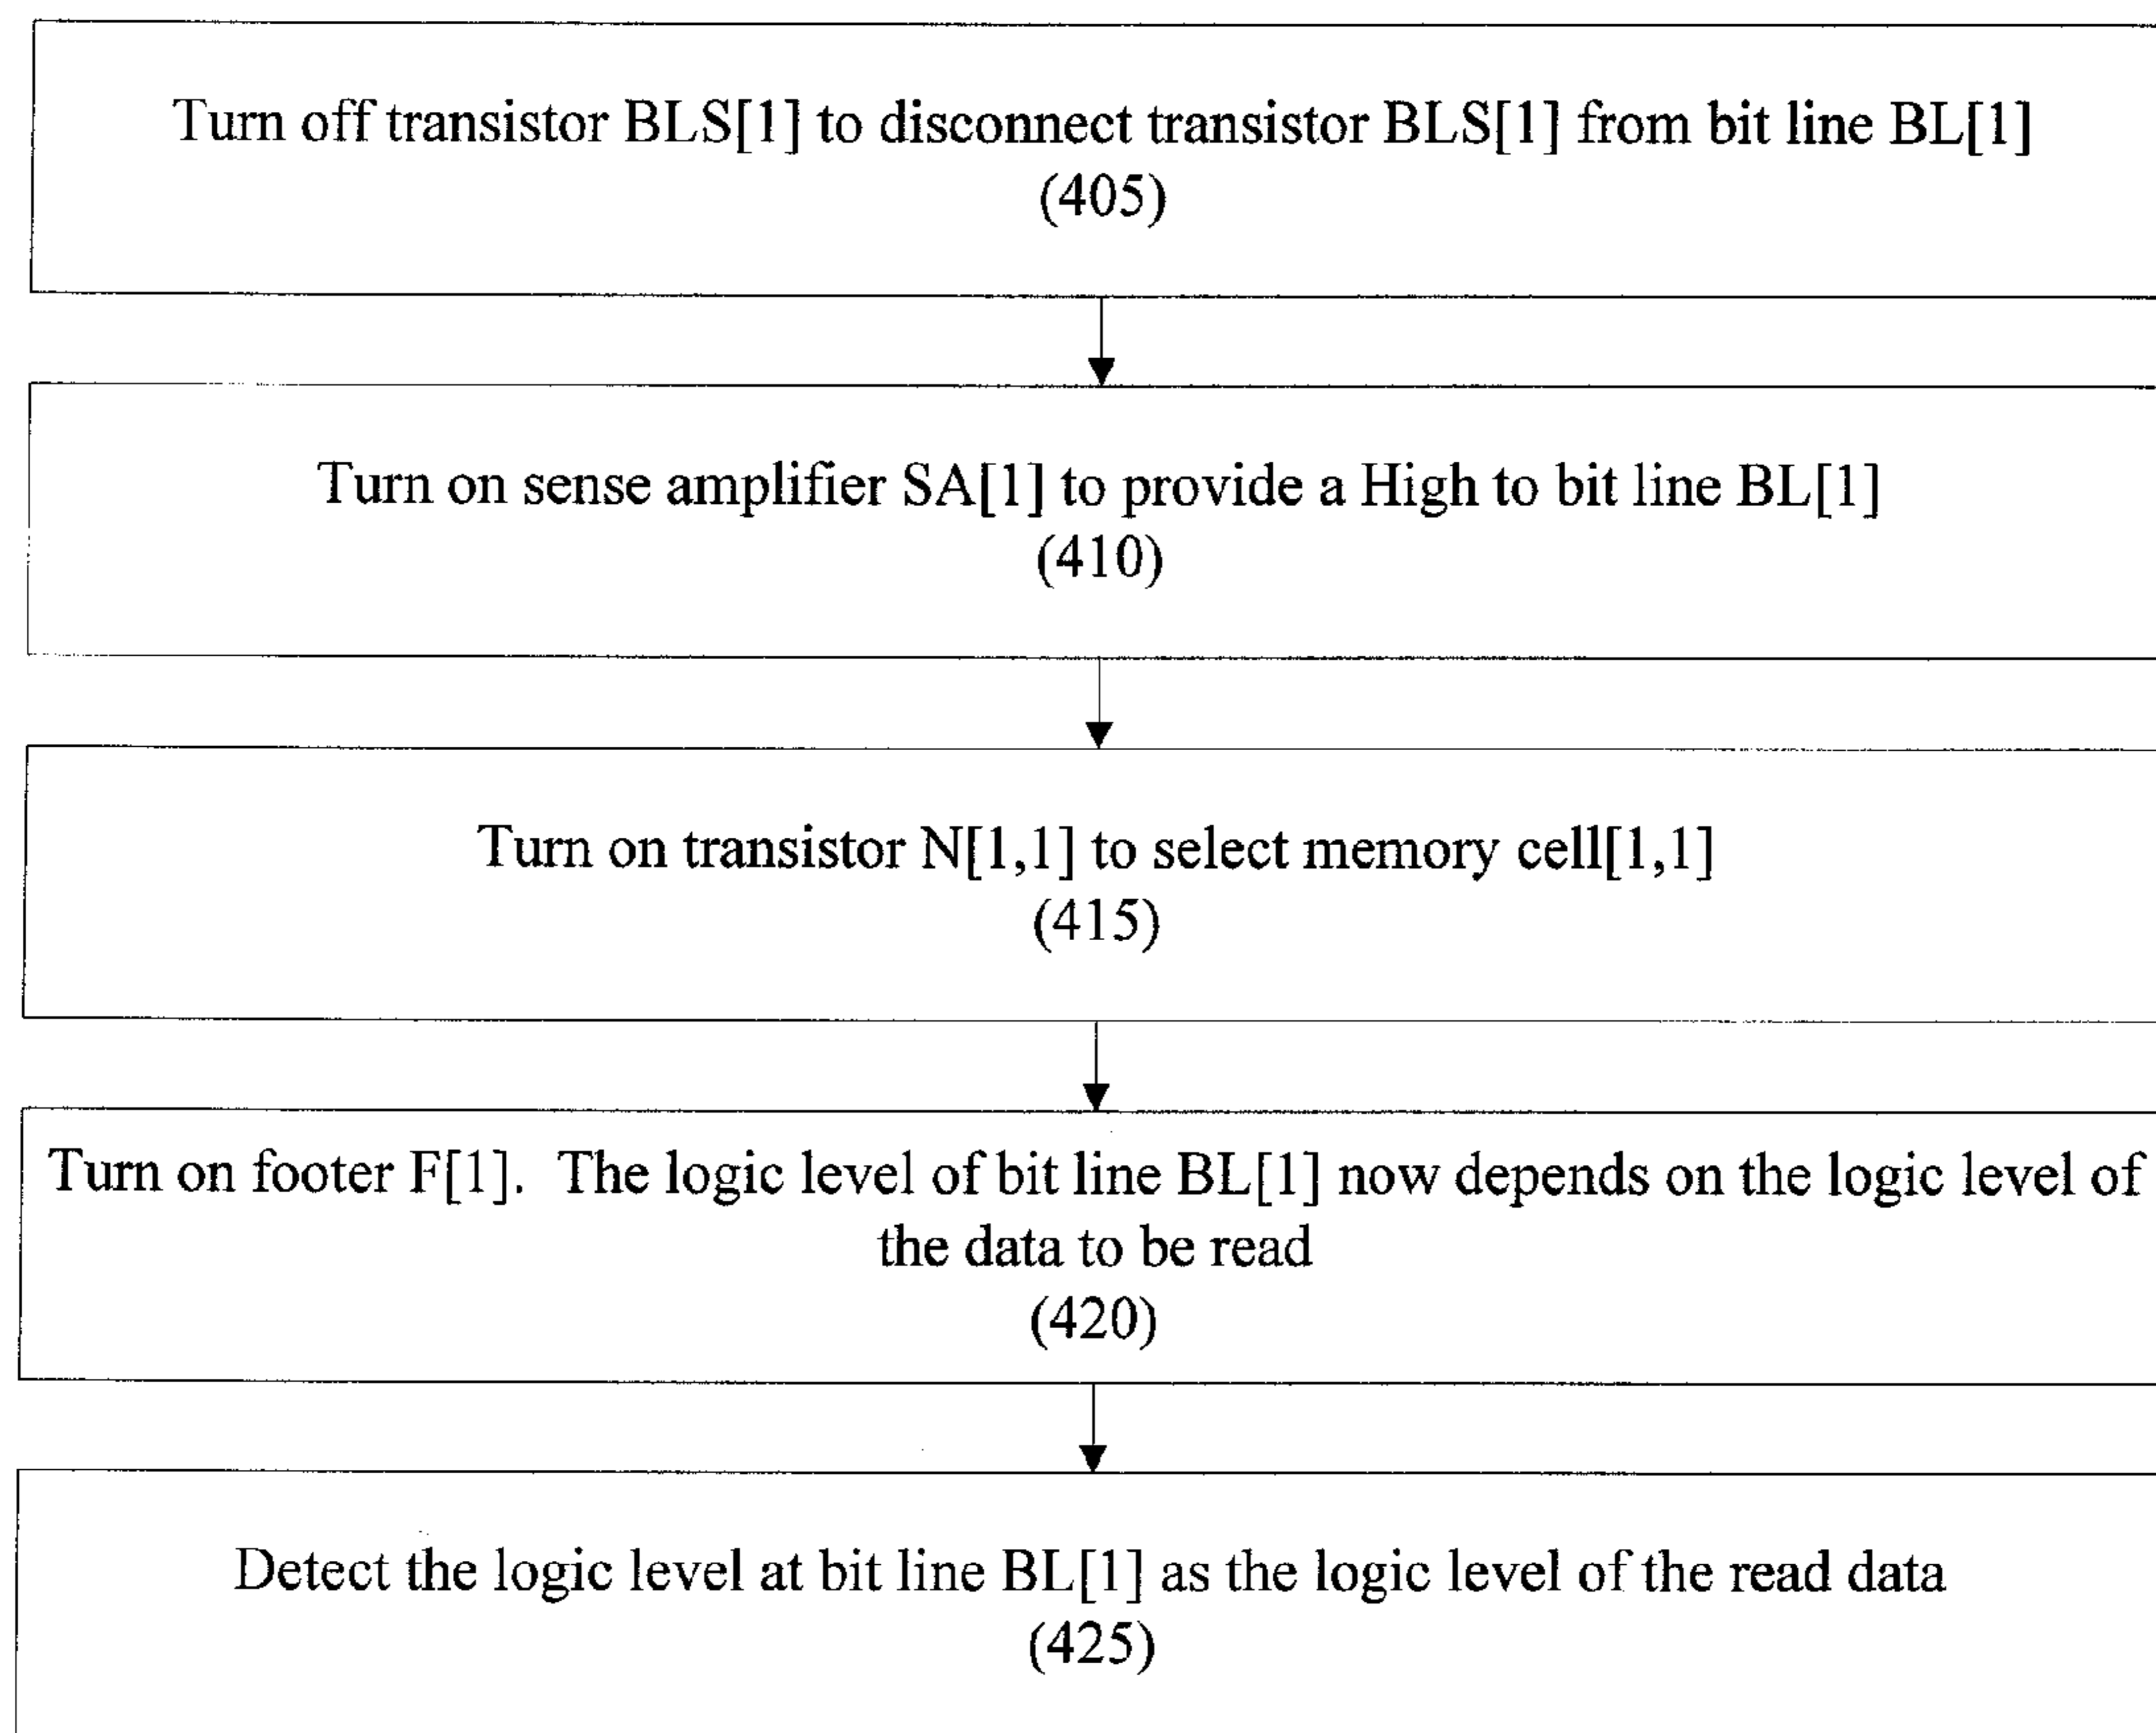 Turn off transistor BLS[1] to disconnect transistor BLS[1] from bit line BL[1]
(405)
Turn on sense amplifier SA[1] to provide a High to bit line BL[1]
(410)
Turn on transistor N[1,1] to select memory cell[1,1]
(415)
Turn on footer F[1].  The logic level of bit line BL[1] now depends on the logic level of
the data to be read
(420)
Detect the logic level at bit line BL[1] as the logic level of the read data
(425)